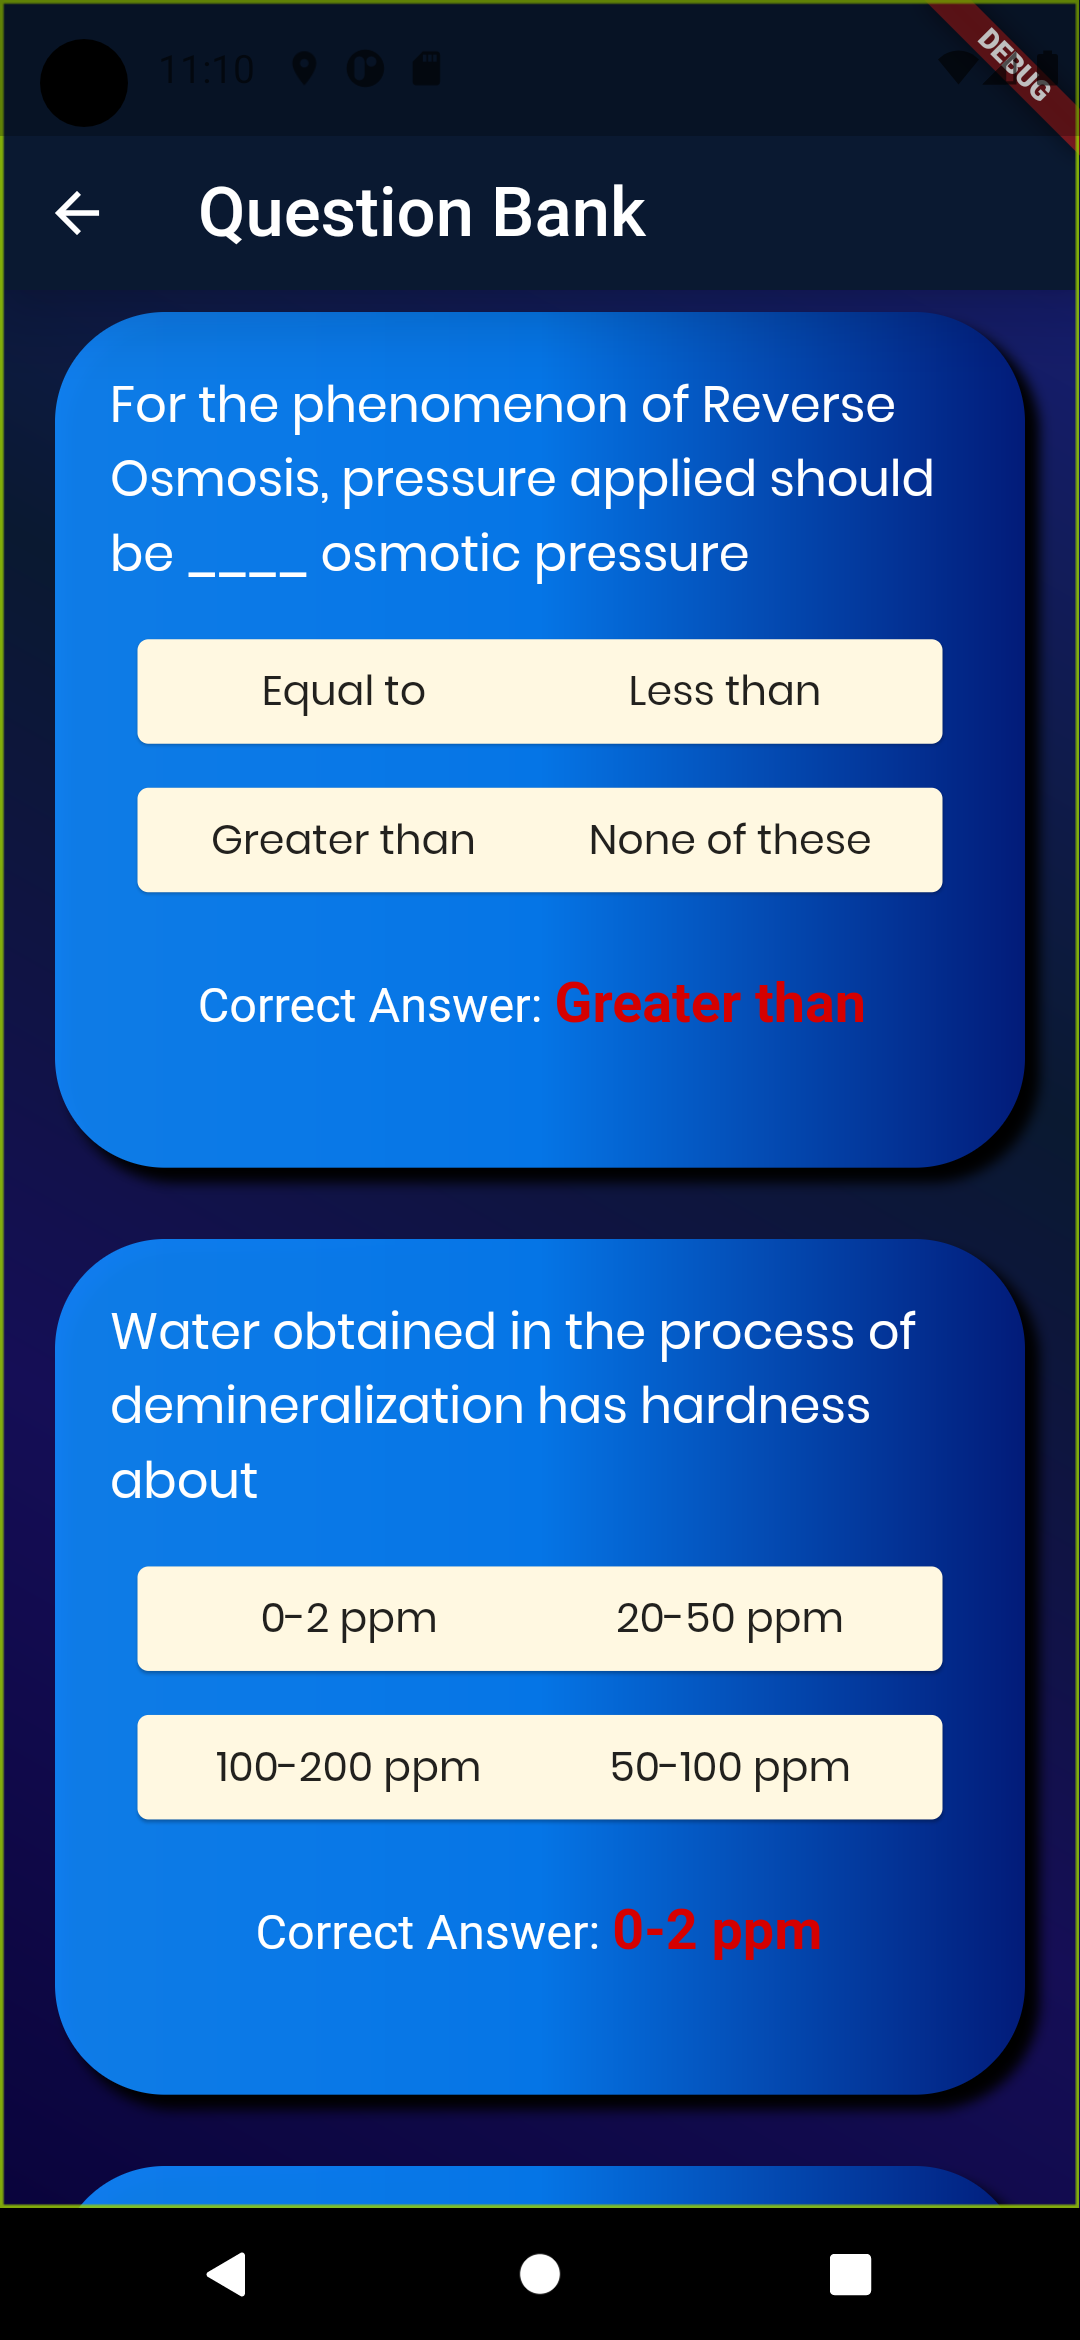 11:10
DEBUG
Question Bank
For the phenomenon of Reverse
Osmosis, pressure applied should
be ____ osmotic pressure
Equal to Less than
Greater than None of these
Correct Answer: Greater than
Water obtained in the process of
demineralization has hardness
about
0-2 ppm 20-50 ppm
100-200 ppm 50-100 ppm
Correct Answer: 0-2 ppm